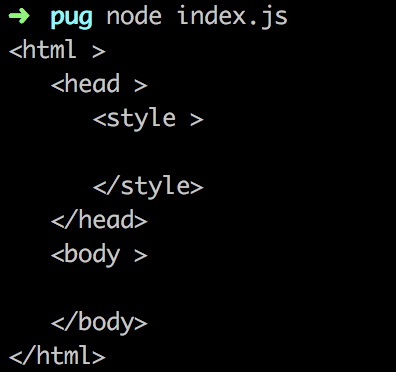 ➜ pug node index.js
<html >
<head >
<style >
</style>
</head>
<body >
</body>
</html>